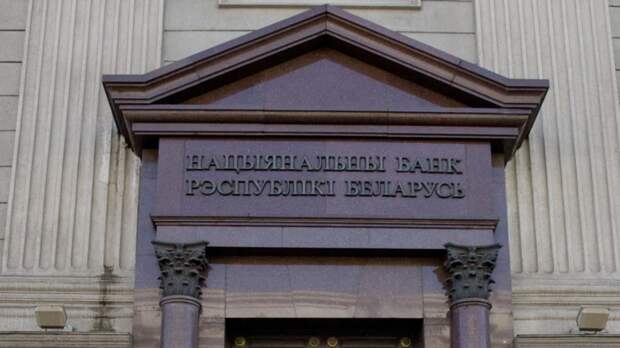 НАЦЫЯНАЛЬНЫ БАНК
РЭСПУБЛІКІ БЕЛАРУСЬ